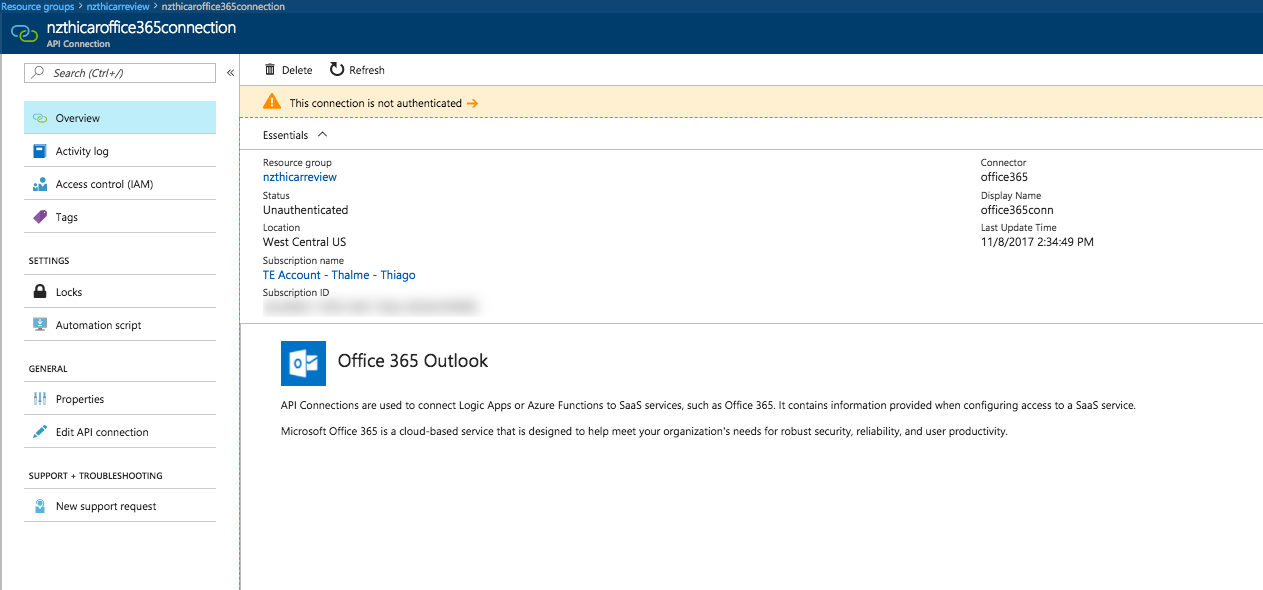 Resource groups > nzthicarreview > nzthicaroffice365connection
nzthicaroffice365connection
API Connection
Search (Ctrl+/)
«
Overview
Activity log
Access control (IAM)
Tags
SETTINGS
Locks
Automation script
GENERAL
Properties
Edit API connection
SUPPORT + TROUBLESHOOTING
New support request
Delete Refresh
This connection is not authenticated →
Essentials
Resource group
nzthicarreview
Status
Unauthenticated
Location
West Central US
Subscription name
TE Account - Thalme - Thiago
Subscription ID
Connector
office365
Display Name
office365conn
Last Update Time
11/8/2017 2:34:49 PM
Office 365 Outlook
API Connections are used to connect Logic Apps or Azure Functions to SaaS services, such as Office 365. It contains information provided when configuring access to a SaaS service.
Microsoft Office 365 is a cloud-based service that is designed to help meet your organization's needs for robust security, reliability, and user productivity.